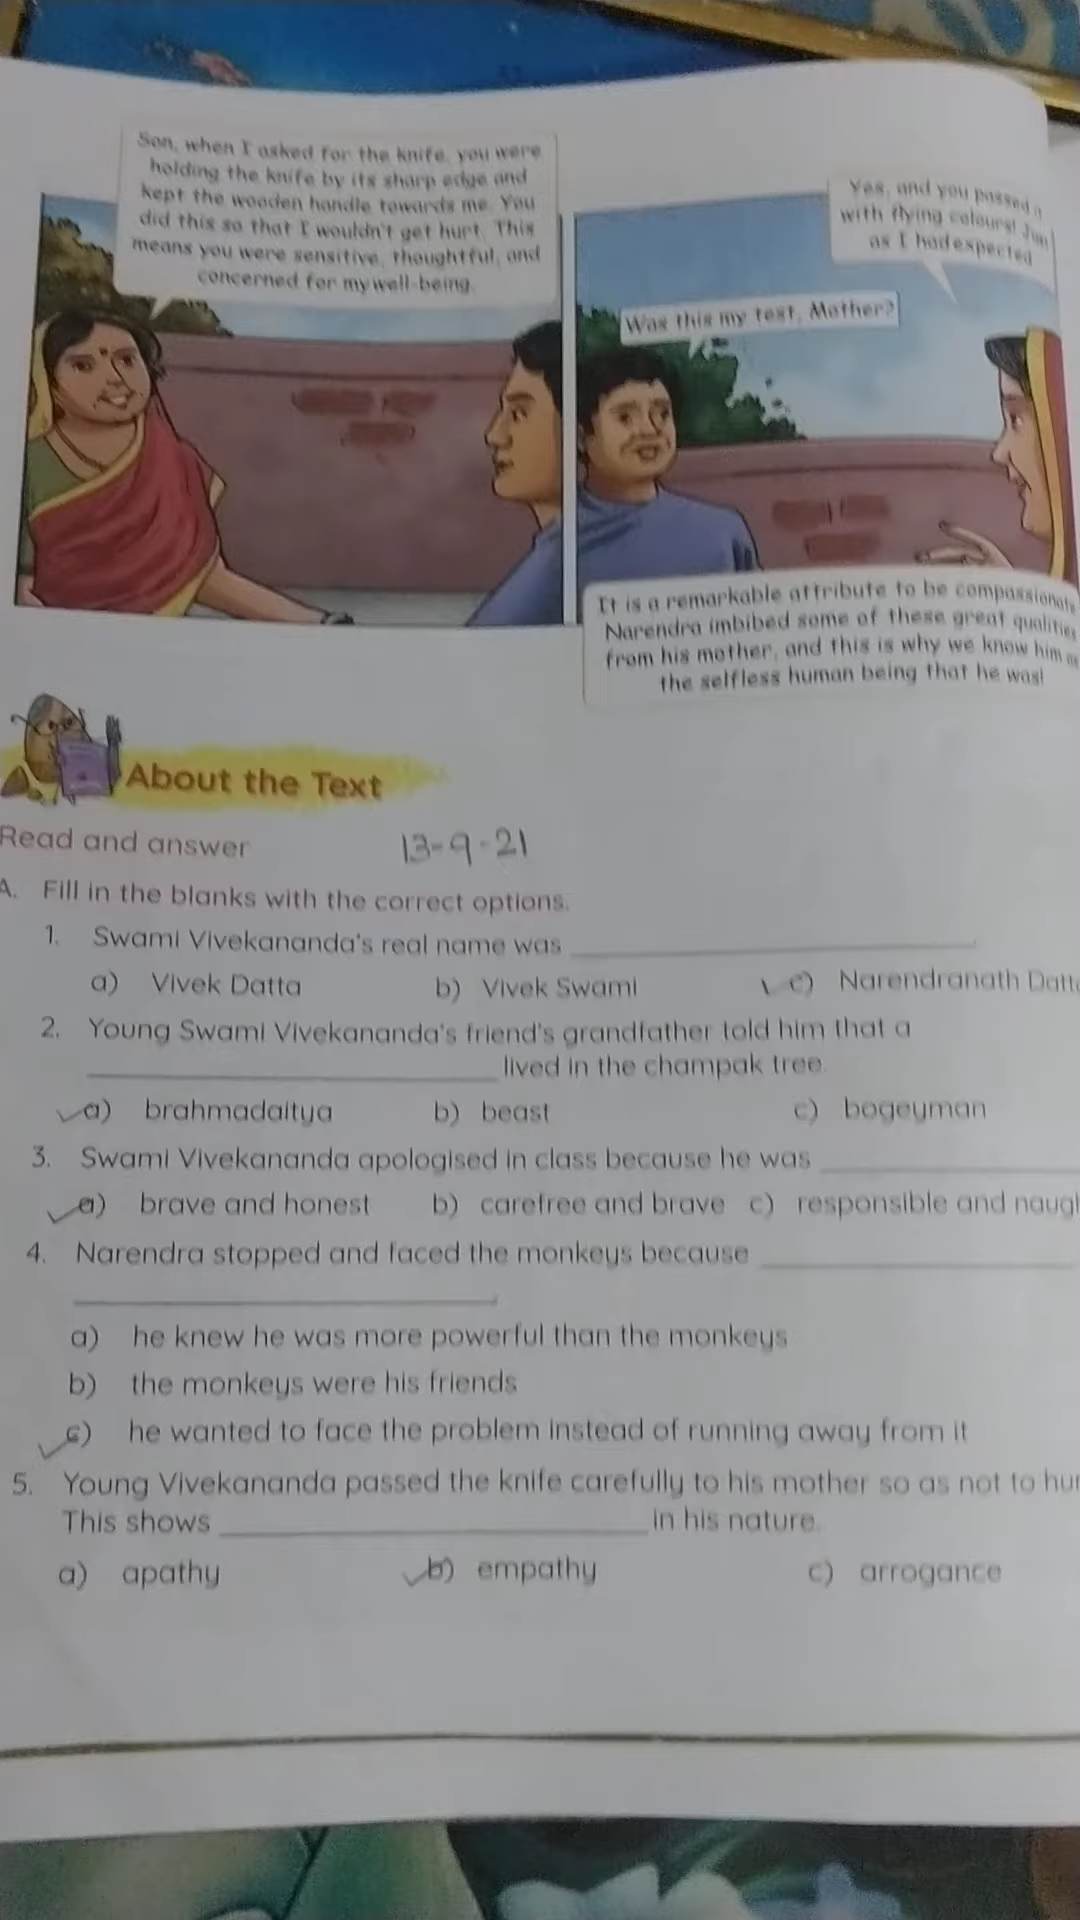 Son, when I asked for the knife, you were
holding the knife by its sharp edge and
kept the wooden handle towards me. You
did this so that I wouldn't get hurt. This
means you were sensitive, thoughtful, and
concerned for my well-being.
Yes, and you passed
with flying colours!
as I had expected
Was this my test, Mother?
It is a remarkable attribute to be compassionate
Narendra imbibed some of these great qualities
from his mother, and this is why we know him as
the selfless human being that he was!
About the Text
Read and answer
13-9-21
A. Fill in the blanks with the correct options.
1. Swami Vivekananda's real name was
a) Vivek Datta b) Vivek Swami c) Narendranath Datt
2. Young Swami Vivekananda's friend's grandfather told him that a
lived in the champak tree.
a) brahmadaitya b) beast c) bogeyman
3. Swami Vivekananda apologised in class because he was
a) brave and honest b) carefree and brave c) responsible and naug
4. Narendra stopped and faced the monkeys because
a) he knew he was more powerful than the monkeys
b) the monkeys were his friends
c) he wanted to face the problem instead of running away from it
5. Young Vivekananda passed the knife carefully to his mother so as not to hur
This shows in his nature.
a) apathy b) empathy c) arrogance